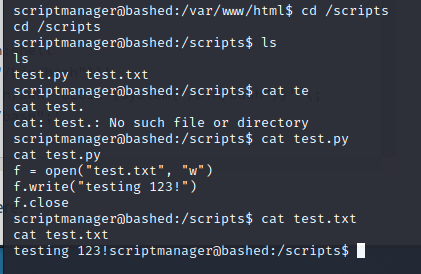 scriptmanager@bashed:/var/www/html$ cd /scripts
cd /scripts
scriptmanager@bashed:/scripts$ ls
ls
test.py  test.txt
scriptmanager@bashed:/scripts$ cat te
cat test.
cat: test.: No such file or directory
scriptmanager@bashed:/scripts$ cat test.py
cat test.py
f = open("test.txt", "w")
f.write("testing 123!")
f.close
scriptmanager@bashed:/scripts$ cat test.txt
cat test.txt
testing 123!scriptmanager@bashed:/scripts$